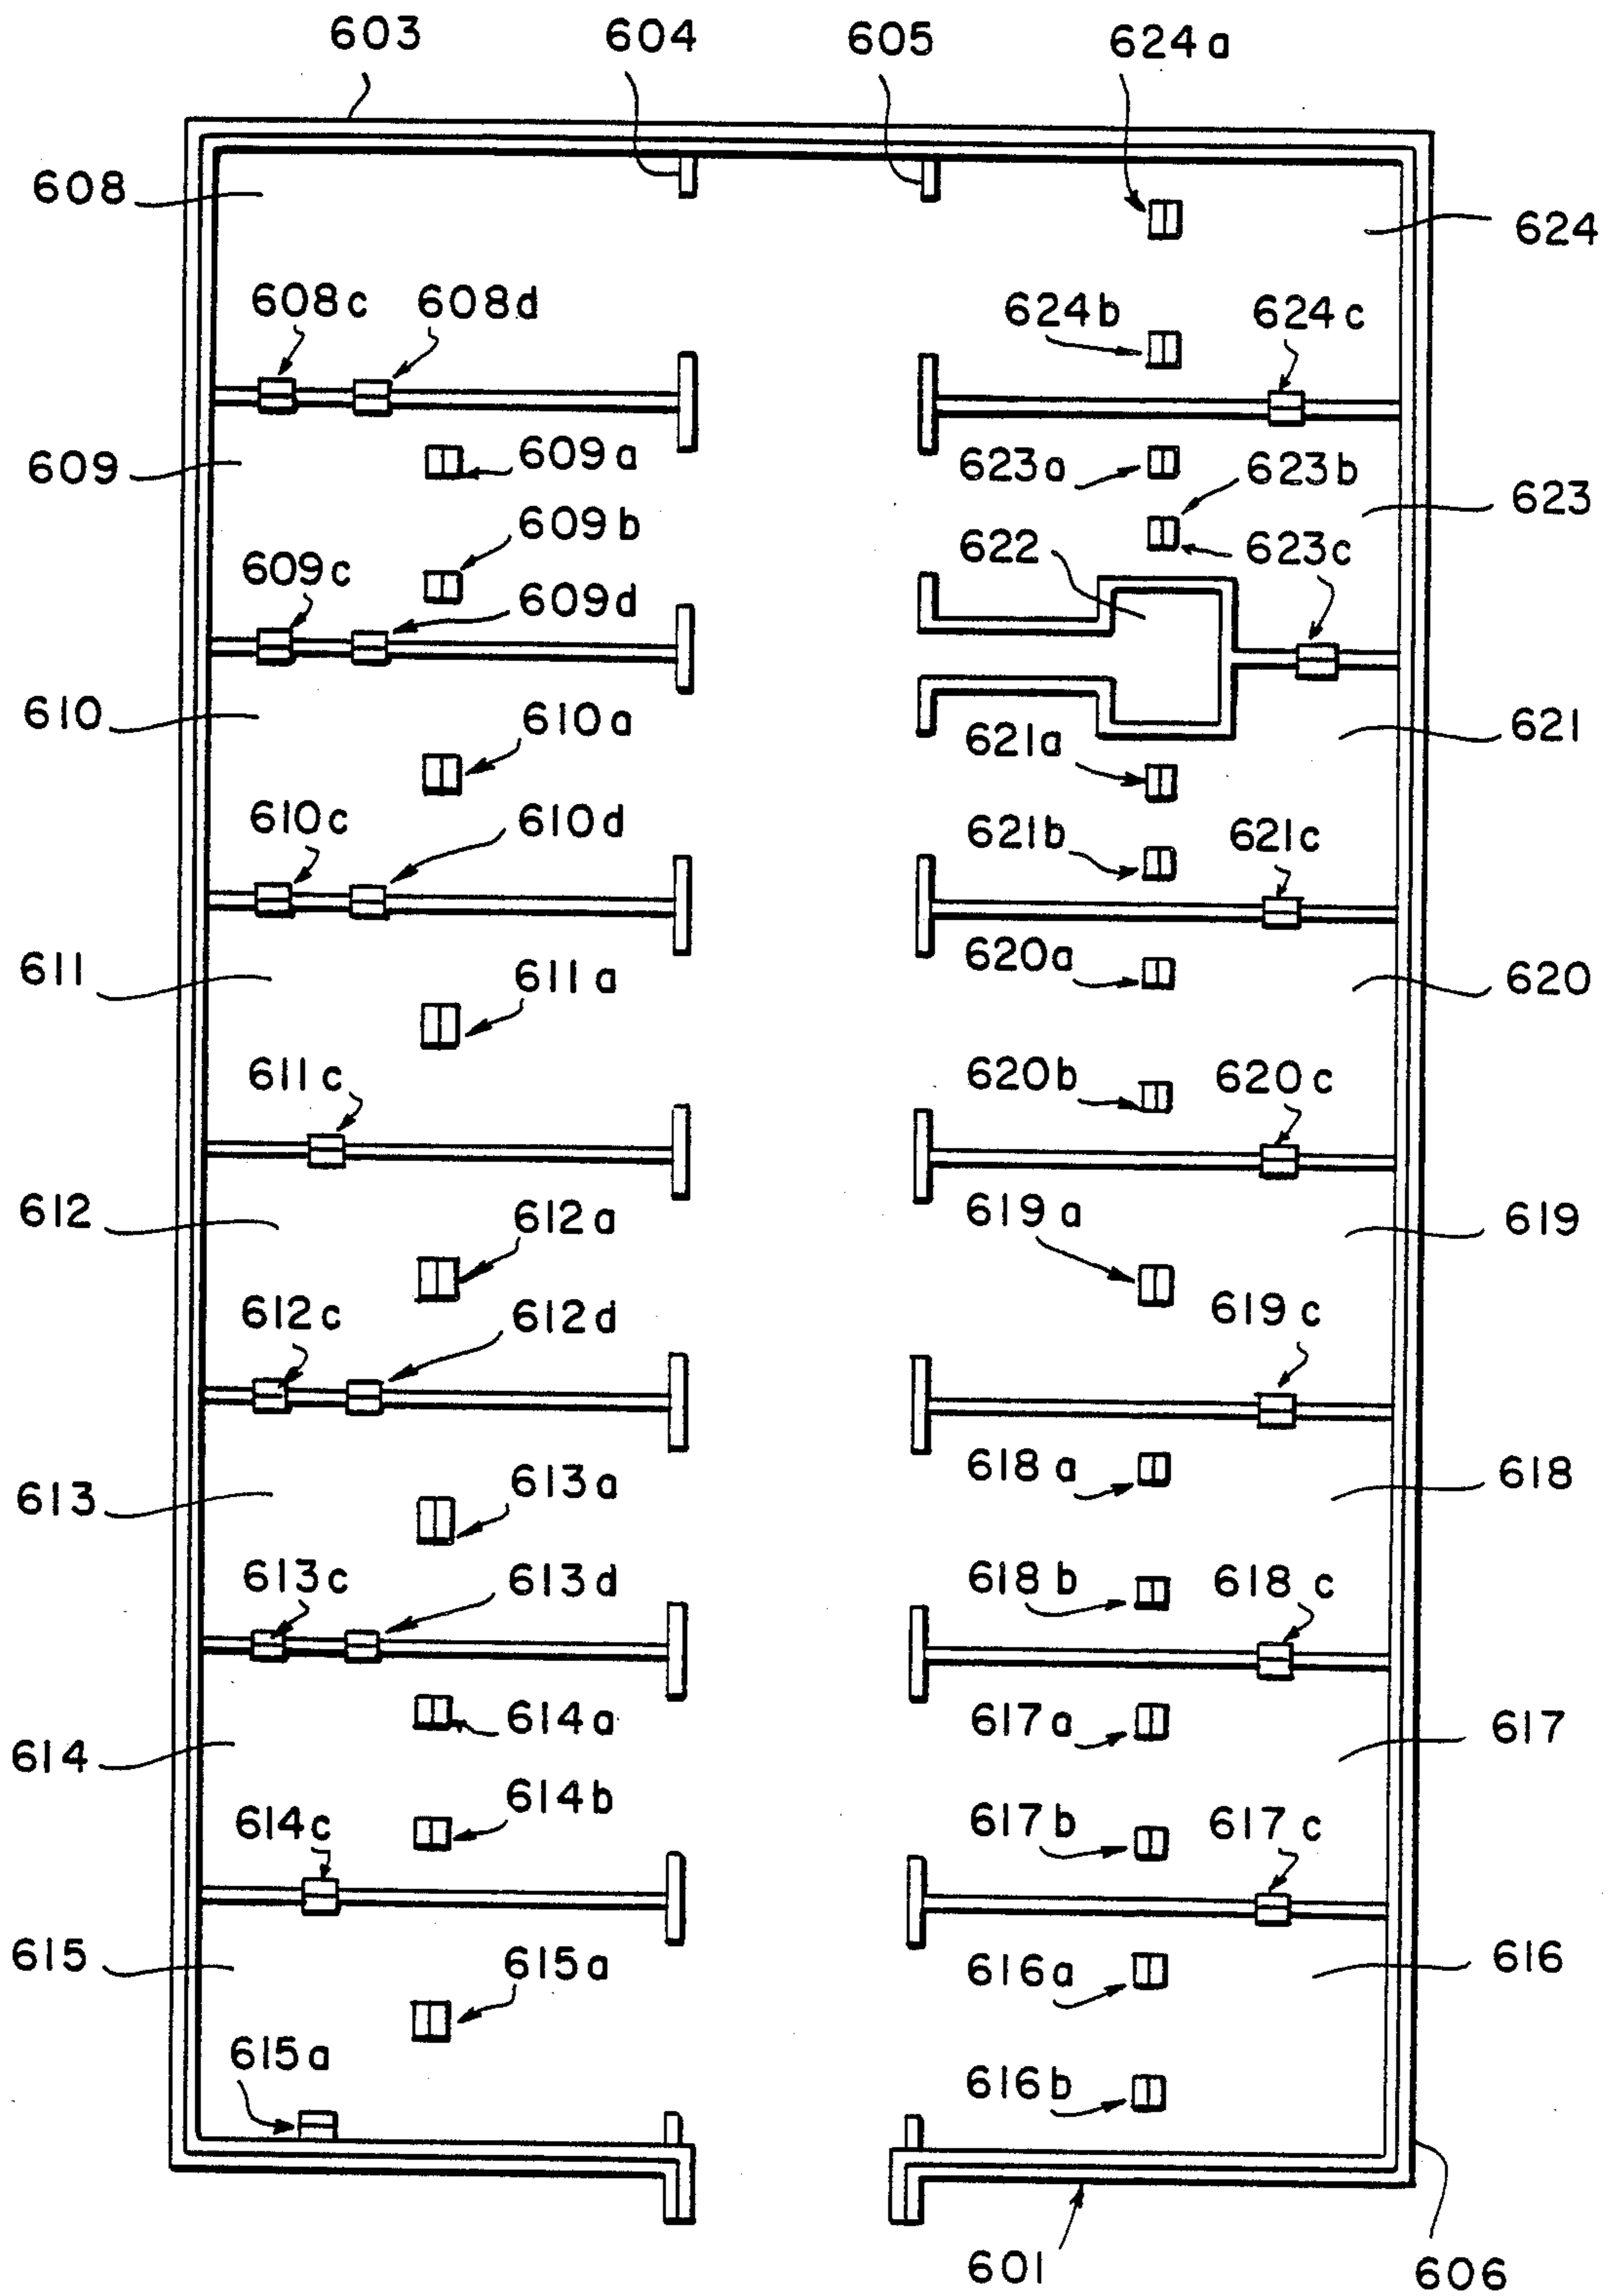 603 604 605 624a
608 624
608c 608d 624b 624c
609 609a 623a 623b 623
609b 622 623c
609c 609d
610 610a 621a 621
610c 610d 621b 621c
611 611a 620a 620
611c 620b 620c
612 612a 619a 619
612c 612d 619c
613 613a 618a 618
613c 613d 618b 618c
614 614a 617a 617
614c 614b 617b 617c
615 615a 616a 616
615a 616b
601 606